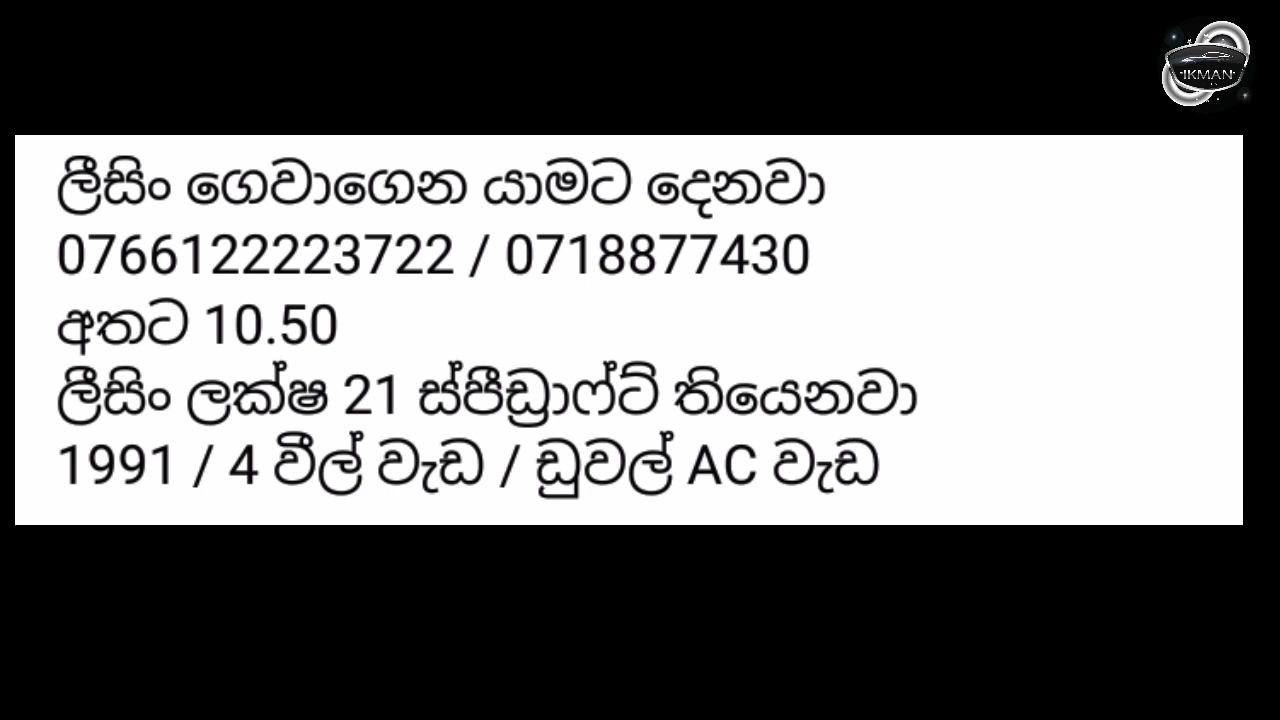 IKMAN
ලීසිං ගෙවාගෙන යාමට දෙනවා
0766122223722 / 0718877430
අතට 10.50
ලීසිං ලක්ෂ 21 ස්පීඩ්‍රාෆ්ට් තියෙනවා
1991 / 4 වීල් වැඩ / ඩුවල් AC වැඩ